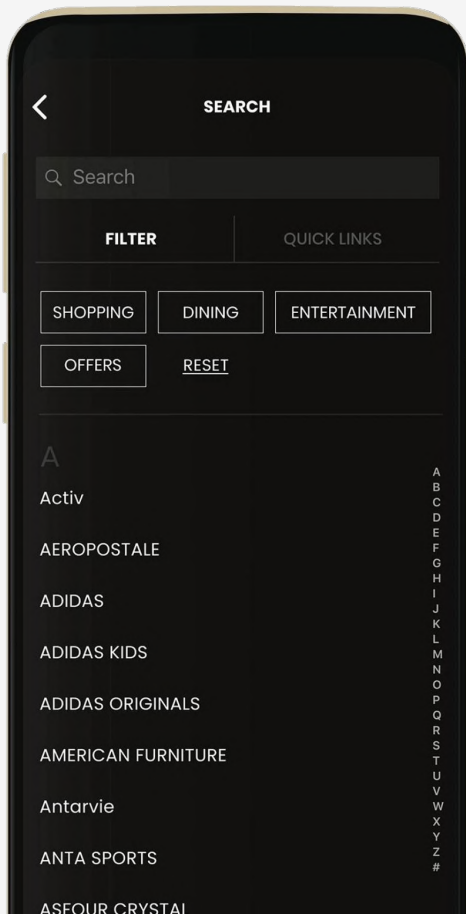 SEARCH
Search
FILTER QUICK LINKS
SHOPPING DINING ENTERTAINMENT
OFFERS RESET
A
Activ
AEROPOSTALE
ADIDAS
ADIDAS KIDS
ADIDAS ORIGINALS
AMERICAN FURNITURE
Antarvie
ANTA SPORTS
ASFOUR CRYSTAL
A
B
C
D
E
F
G
H
I
J
K
L
M
N
O
P
Q
R
S
T
U
V
W
X
Y
Z
#